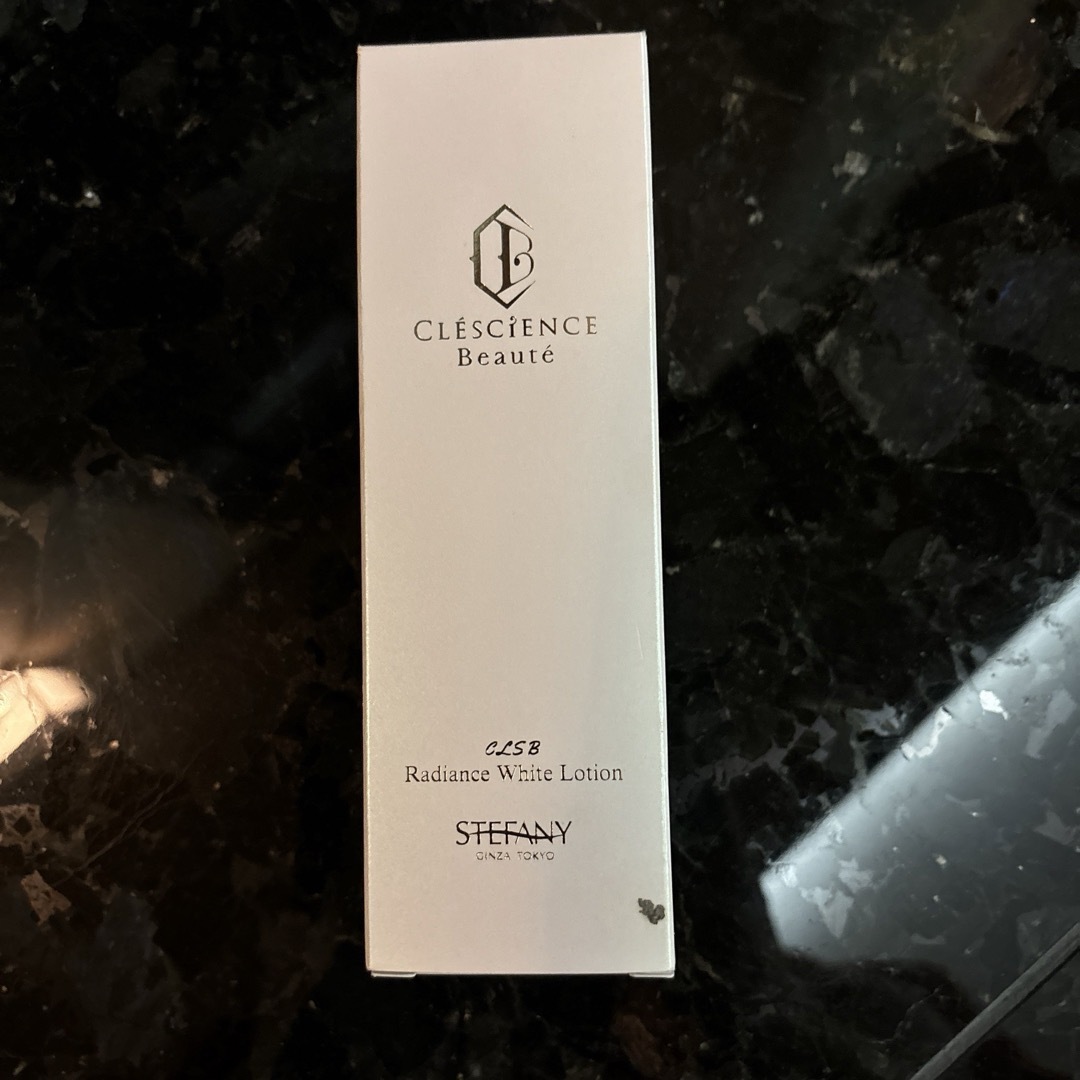 CLÉSCIENCE
Beauté
CLSB
Radiance White Lotion
STEFANY
GINZA TOKYO